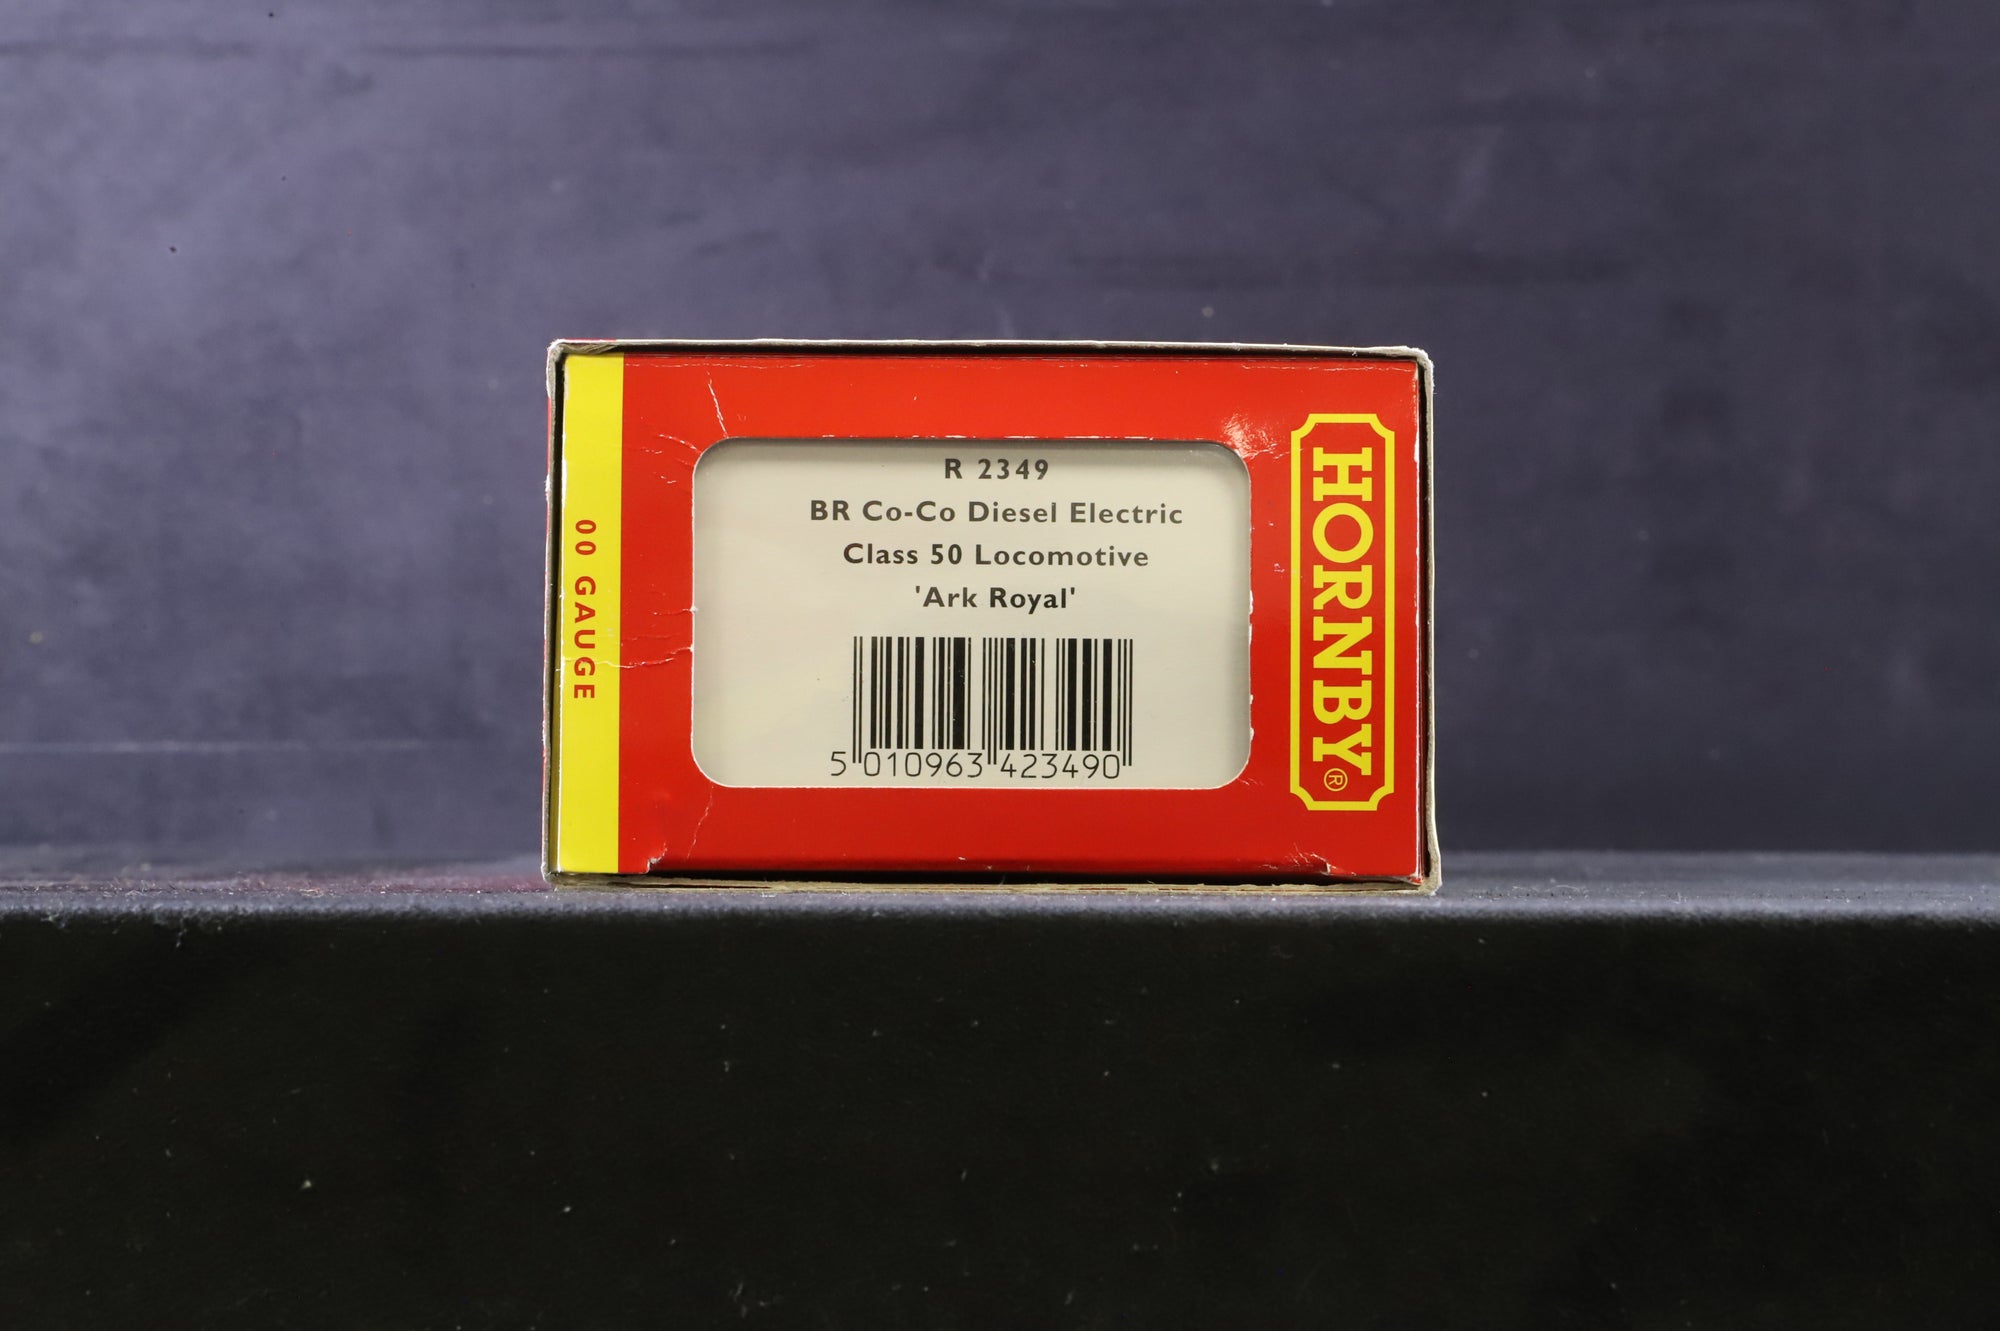 R 2349
BR Co-Co Diesel Electric
Class 50 Locomotive
'Ark Royal'
5 010963 423490
00 GAUGE
HORNBY®